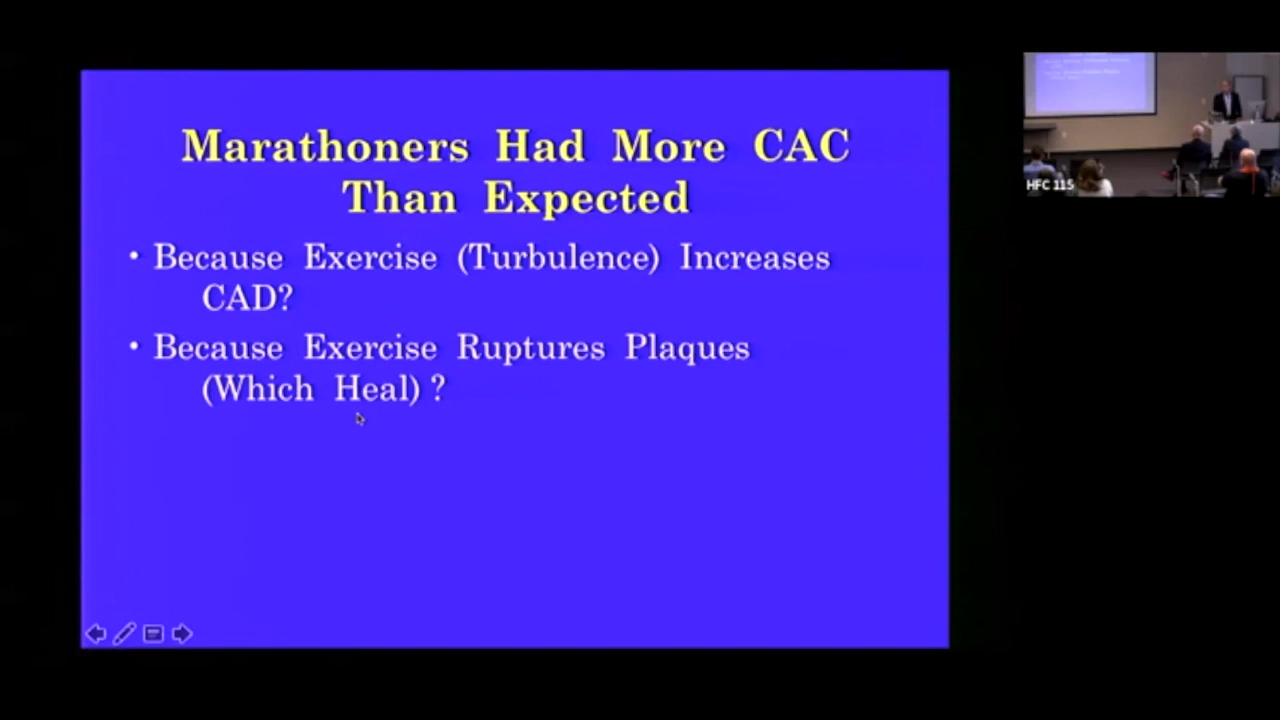 Marathoners Had More CAC
Than Expected
• Because Exercise (Turbulence) Increases
CAD?
• Because Exercise Ruptures Plaques
(Which Heal) ?
HFC 115